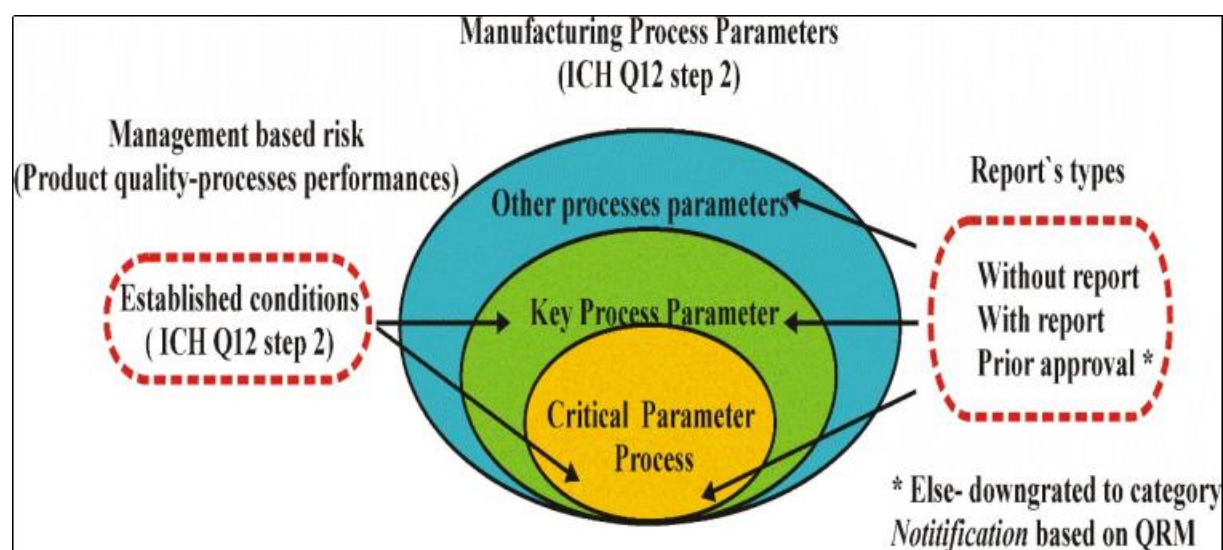 Manufacturing Process Parameters
(ICH Q12 step 2)
Management based risk
(Product quality-processes performances)
Report`s types
Other processes parameters
Established conditions
( ICH Q12 step 2)
Key Process Parameter
Without report
With report
Prior approval *
Critical Parameter
Process
* Else- downgrated to category
Notitification based on QRM